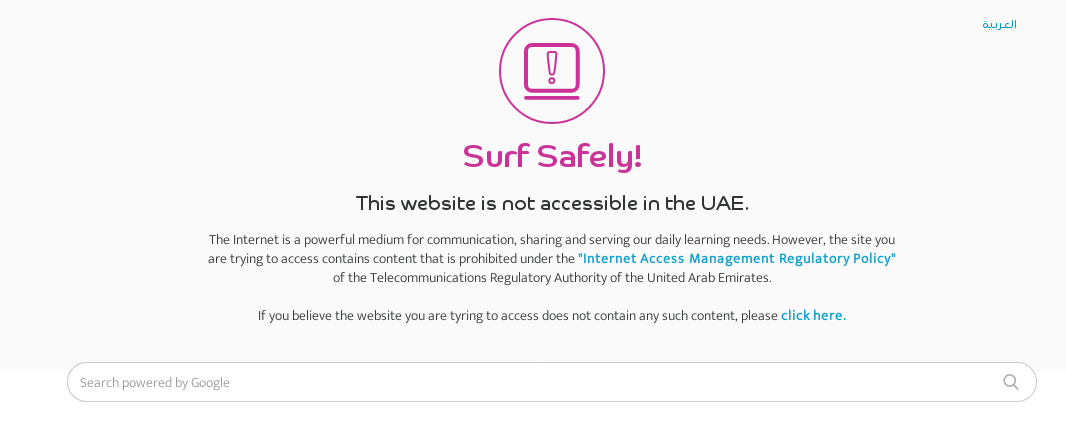 العربية
Surf Safely!
This website is not accessible in the UAE.
The Internet is a powerful medium for communication, sharing and serving our daily learning needs. However, the site you
are trying to access contains content that is prohibited under the "Internet Access Management Regulatory Policy"
of the Telecommunications Regulatory Authority of the United Arab Emirates.
If you believe the website you are tyring to access does not contain any such content, please click here.
Search powered by Google